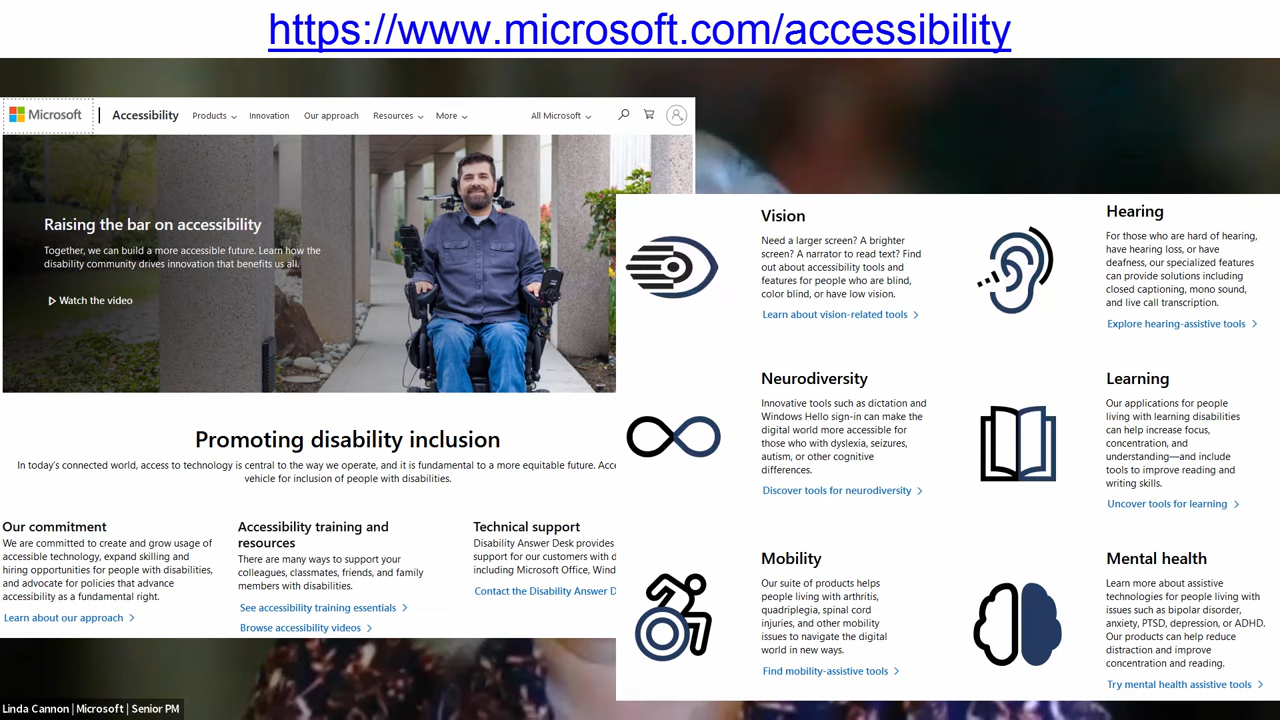 https://www.microsoft.com/accessibility
Microsoft
Accessibility
Products
Innovation
Our approach
Resources
More
All Microsoft
Raising the bar on accessibility
Together, we can build a more accessible future. Learn how the
disability community drives innovation that benefits us all.
Watch the video
Promoting disability inclusion
In today's connected world, access to technology is central to the way we operate, and it is fundamental to a more equitable future. Acce
vehicle for inclusion of people with disabilities.
Our commitment
We are committed to create and grow usage of
accessible technology, expand skilling and
hiring opportunities for people with disabilities,
and advocate for policies that advance
accessibility as a fundamental right.
Learn about our approach
Accessibility training and
resources
There are many ways to support your
colleagues, classmates, friends, and family
members with disabilities.
See accessibility training essentials
Browse accessibility videos
Technical support
Disability Answer Desk provides
support for our customers with d
including Microsoft Office, Wind
Contact the Disability Answer D
Vision
Need a larger screen? A brighter
screen? A narrator to read text? Find
out about accessibility tools and
features for people who are blind,
color blind, or have low vision.
Learn about vision-related tools
Hearing
For those who are hard of hearing,
have hearing loss, or have
deafness, our specialized features
can provide solutions including
closed captioning, mono sound,
and live call transcription.
Explore hearing-assistive tools
Neurodiversity
Innovative tools such as dictation and
Windows Hello sign-in can make the
digital world more accessible for
those who with dyslexia, seizures,
autism, or other cognitive
differences.
Discover tools for neurodiversity
Learning
Our applications for people
living with learning disabilities
can help increase focus,
concentration, and
understanding—and include
tools to improve reading and
writing skills.
Uncover tools for learning
Mobility
Our suite of products helps
people living with arthritis,
quadriplegia, spinal cord
injuries, and other mobility
issues to navigate the digital
world in new ways.
Find mobility-assistive tools
Mental health
Learn more about assistive
technologies for people living with
issues such as bipolar disorder,
anxiety, PTSD, depression, or ADHD.
Our products can help reduce
distraction and improve
concentration and reading.
Try mental health assistive tools
Linda Cannon | Microsoft | Senior PM